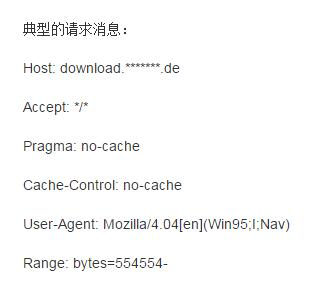 典型的请求消息：
Host: download.*******.de
Accept: */*
Pragma: no-cache
Cache-Control: no-cache
User-Agent: Mozilla/4.04[en](Win95;I;Nav)
Range: bytes=554554-